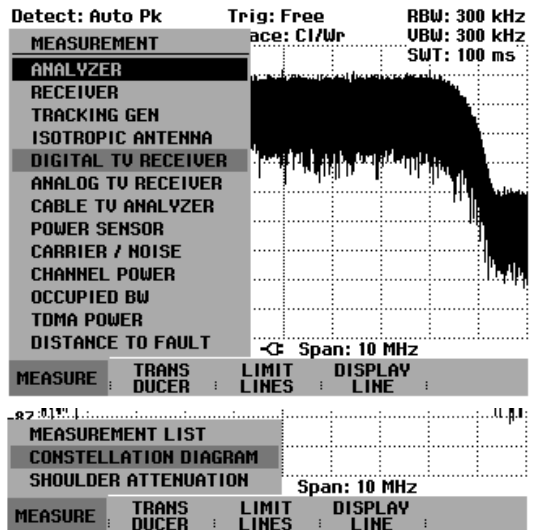 Detect: Auto Pk Trig: Free RBW: 300 kHz
ace: Cl/Wr VBW: 300 kHz
SWT: 100 ms
MEASUREMENT
ANALYZER
RECEIVER
TRACKING GEN
ISOTROPIC ANTENNA
DIGITAL TV RECEIVER
ANALOG TV RECEIVER
CABLE TV ANALYZER
POWER SENSOR
CARRIER / NOISE
CHANNEL POWER
OCCUPIED BW
TDMA POWER
DISTANCE TO FAULT
Span: 10 MHz
MEASURE TRANS DUCER LIMIT LINES DISPLAY LINE
-87
MEASUREMENT LIST
CONSTELLATION DIAGRAM
SHOULDER ATTENUATION
Span: 10 MHz
MEASURE TRANS DUCER LIMIT LINES DISPLAY LINE